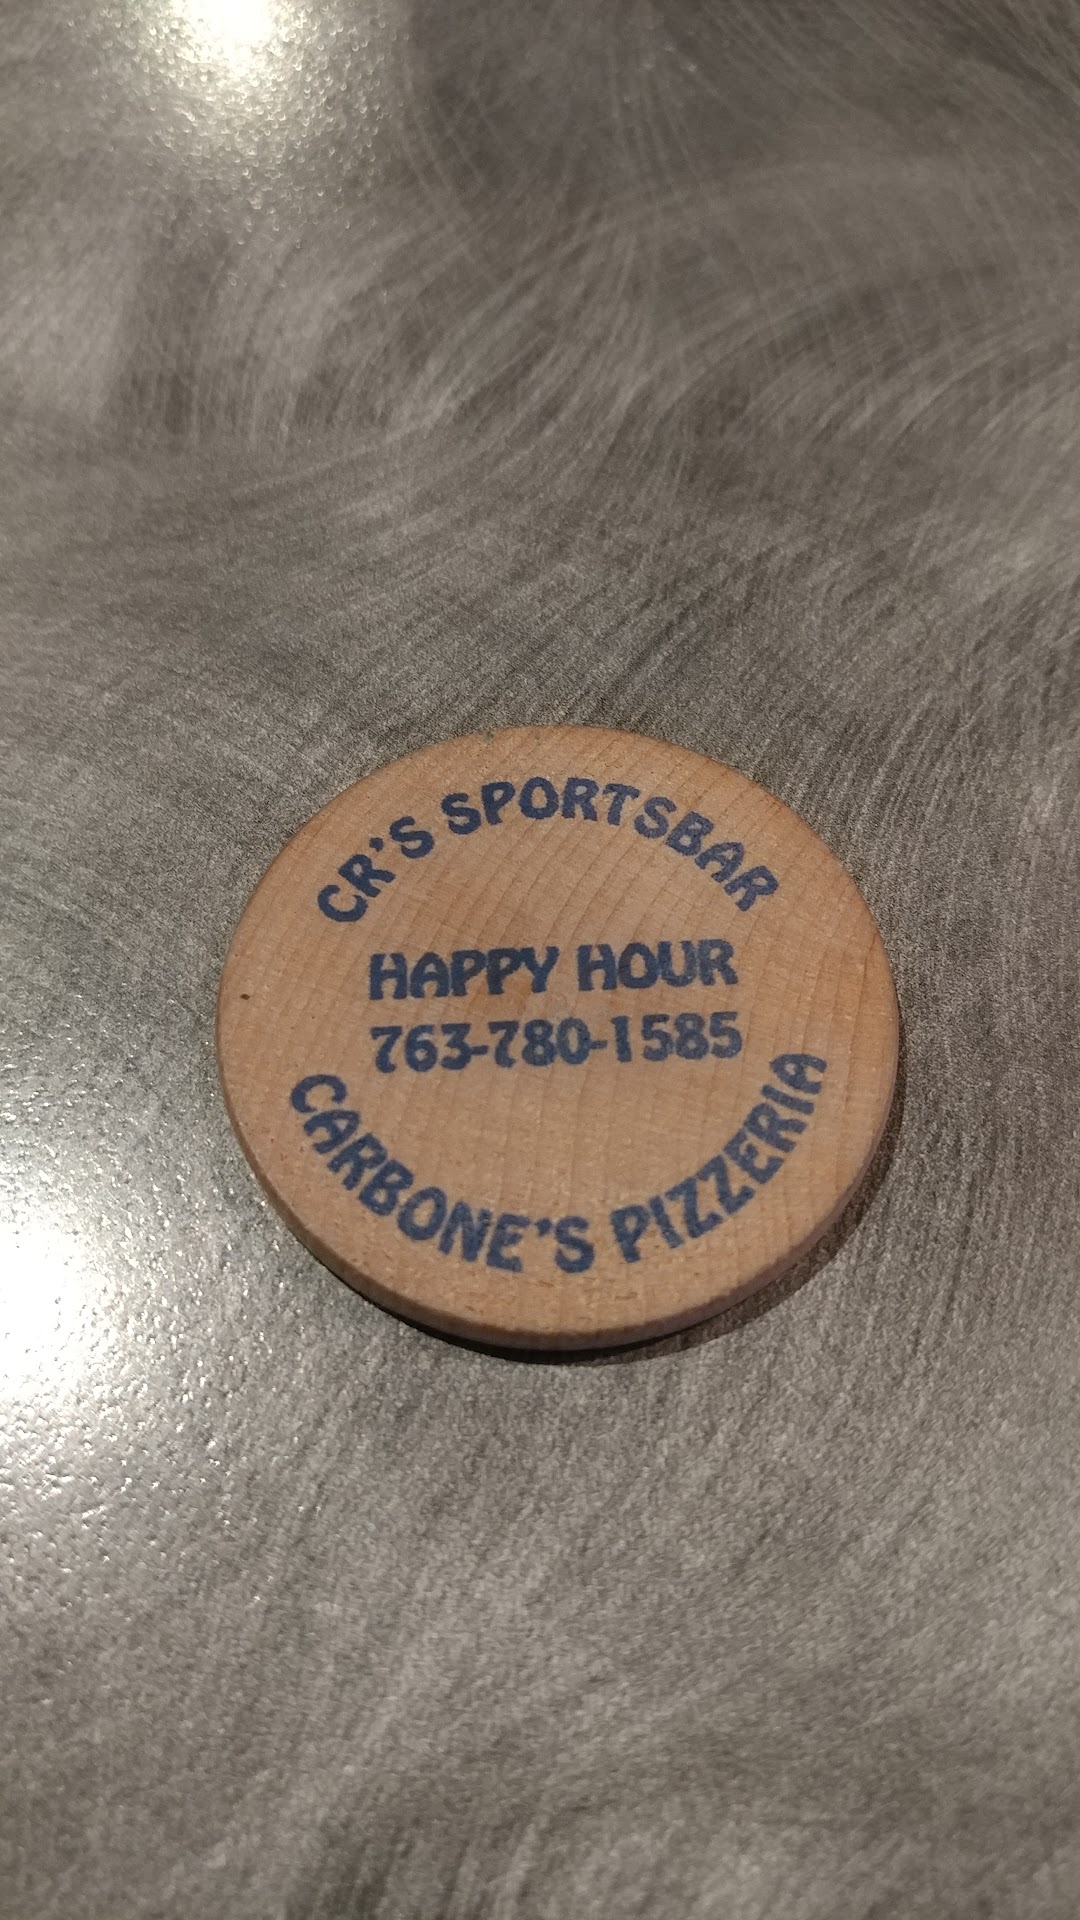 CR'S SPORTSBAR
HAPPY HOUR
763-780-1585
CARBONE'S PIZZERIA